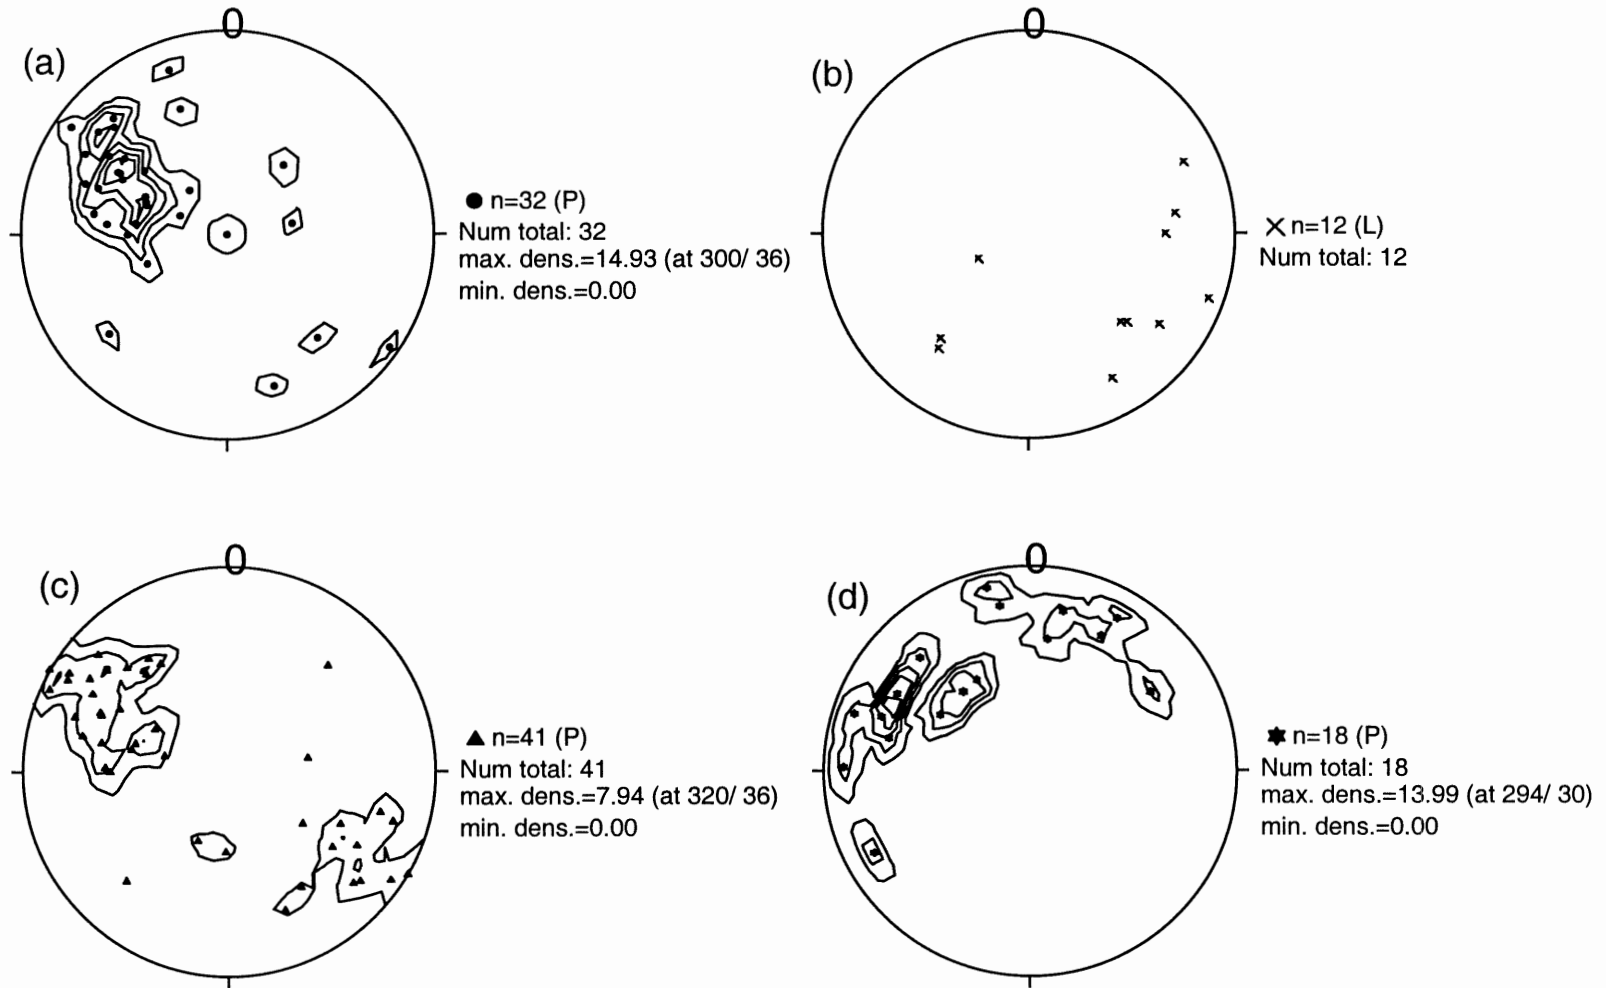 0
(a)
● n=32 (P)
Num total: 32
max. dens.=14.93 (at 300/ 36)
min. dens.=0.00
0
(b)
× n=12 (L)
Num total: 12
0
(c)
▲ n=41 (P)
Num total: 41
max. dens.=7.94 (at 320/ 36)
min. dens.=0.00
0
(d)
✶ n=18 (P)
Num total: 18
max. dens.=13.99 (at 294/ 30)
min. dens.=0.00